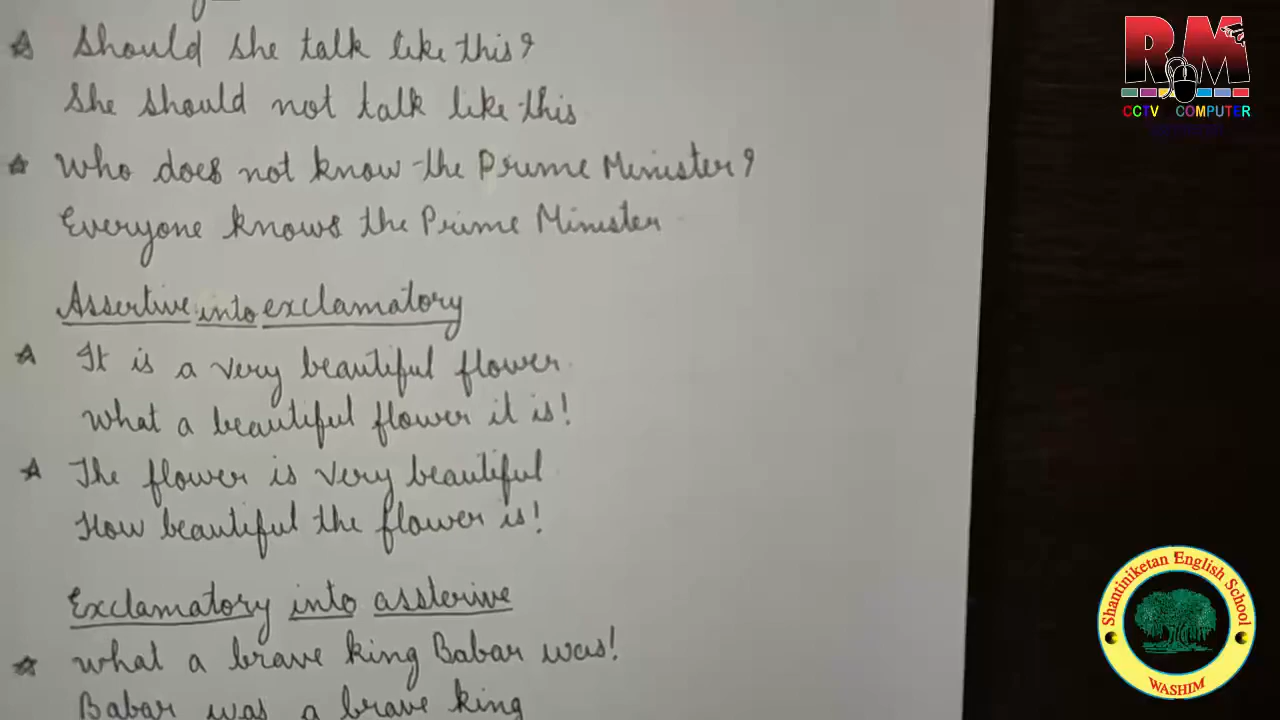 Should she talk like this?
She should not talk like this
Who does not know the Prime Minister?
Everyone knows the Prime Minister
Assertive into exclamatory
It is a very beautiful flower
What a beautiful flower it is!
The flower is very beautiful
How beautiful the flower is!
Exclamatory into assterive
what a brave king Babar was!
Babar was a brave king
RM
CCTV COMPUTER
Shantiniketan English School
WASHIM